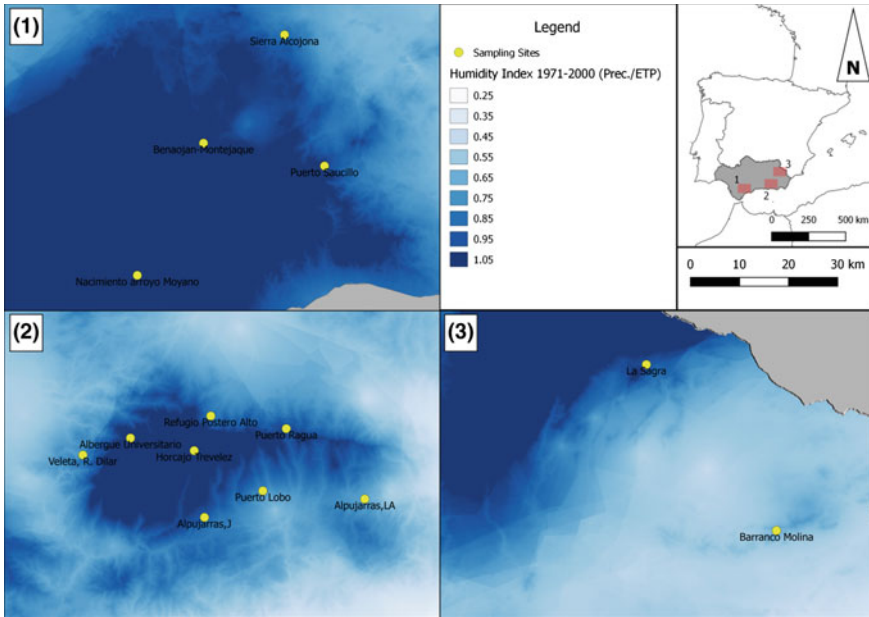 (1)
Sierra Alcojona
Benaojan-Montejaque
Puerto Saucillo
Nacimiento arroyo Moyano
Legend
Sampling Sites
Humidity Index 1971-2000 (Prec./ETP)
0.25
0.35
0.45
0.55
0.65
0.75
0.85
0.95
1.05
N
1
2
3
0 250 500 km
0 10 20 30 km
(2)
Refugio Postero Alto
Puerto Ragua
Albergue Universitario
Horcajo Trevelez
Veleta, R. Dilar
Puerto Lobo
Alpujarras,LA
Alpujarras,J
(3)
La Sagra
Barranco Molina